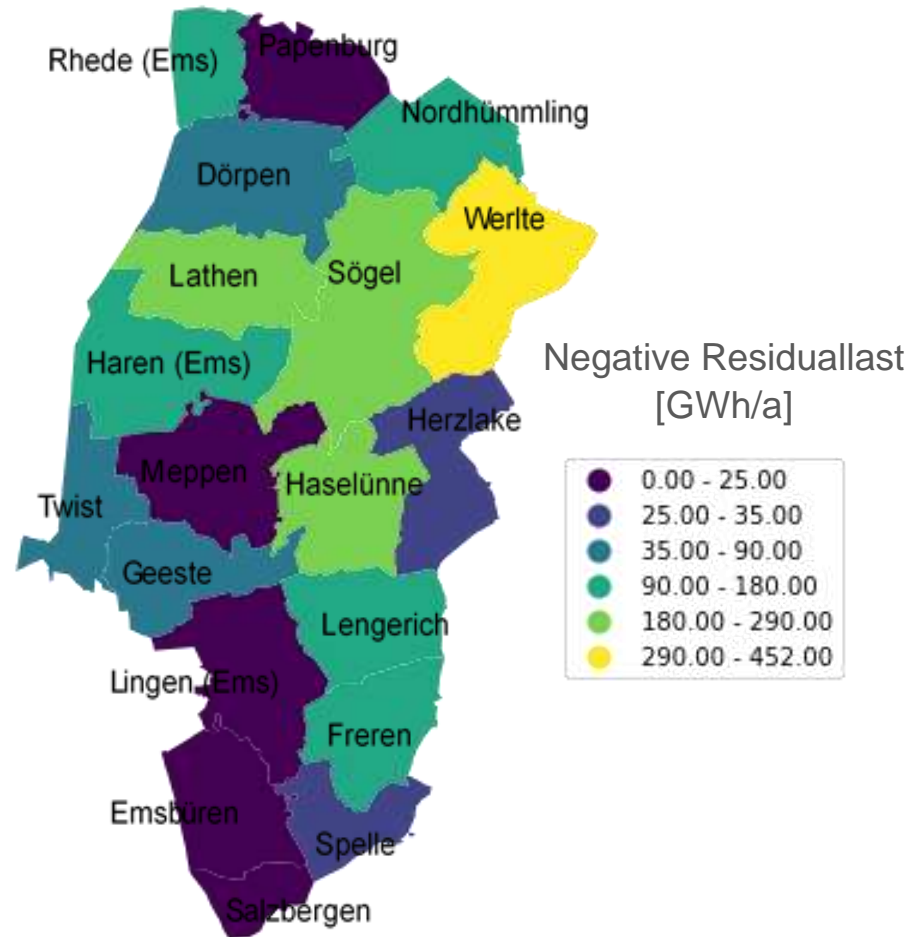 Papenburg
Rhede (Ems)
Nordhümmling
Dörpen
Werlte
Lathen
Sögel
Haren (Ems)
Negative Residuallast
[GWh/a]
Herzlake
Meppen
Haselünne
Twist
Geeste
Lengerich
Lingen (Ems)
Freren
Emsbüren
Spelle
Salzbergen
0.00 - 25.00
25.00 - 35.00
35.00 - 90.00
90.00 - 180.00
180.00 - 290.00
290.00 - 452.00